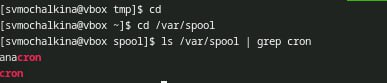 [svmochalkina@vbox tmp]$ cd
[svmochalkina@vbox ~]$ cd /var/spool
[svmochalkina@vbox spool]$ ls /var/spool | grep cron
anacron
cron